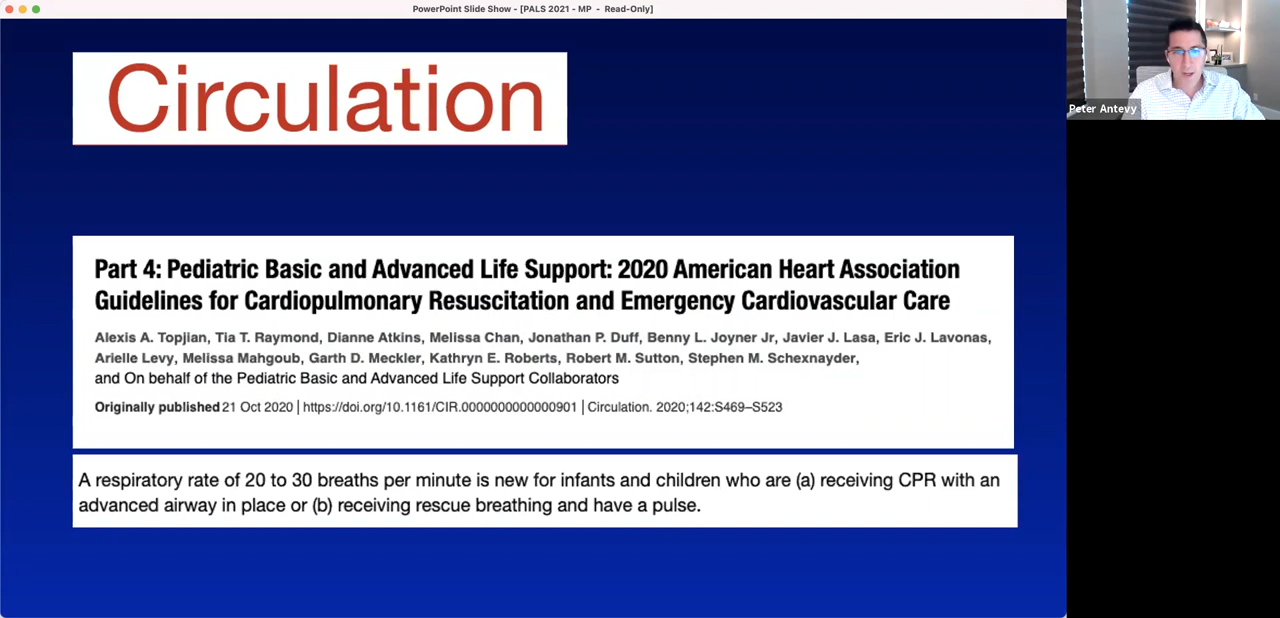 PowerPoint Slide Show - [PALS 2021 - MP - Read-Only]
Circulation
Part 4: Pediatric Basic and Advanced Life Support: 2020 American Heart Association
Guidelines for Cardiopulmonary Resuscitation and Emergency Cardiovascular Care
Alexis A. Topjian, Tia T. Raymond, Dianne Atkins, Melissa Chan, Jonathan P. Duff, Benny L. Joyner Jr, Javier J. Lasa, Eric J. Lavonas,
Arielle Levy, Melissa Mahgoub, Garth D. Meckler, Kathryn E. Roberts, Robert M. Sutton, Stephen M. Schexnayder,
and On behalf of the Pediatric Basic and Advanced Life Support Collaborators
Originally published 21 Oct 2020 | https://doi.org/10.1161/CIR.0000000000000901 | Circulation. 2020;142:S469–S523
A respiratory rate of 20 to 30 breaths per minute is new for infants and children who are (a) receiving CPR with an
advanced airway in place or (b) receiving rescue breathing and have a pulse.
Peter Antevy